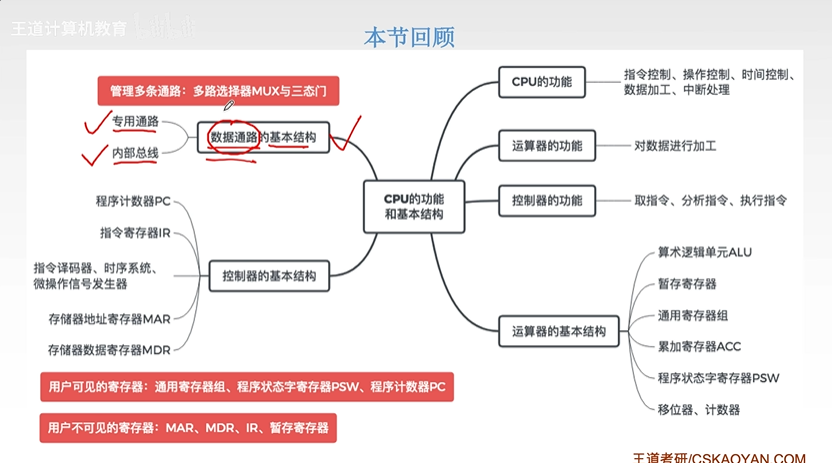 王道计算机教育
bilibili
本节回顾
管理多条通路：多路选择器MUX与三态门
专用通路
内部总线
数据通路的基本结构
程序计数器PC
指令寄存器IR
指令译码器、时序系统、
微操作信号发生器
存储器地址寄存器MAR
存储器数据寄存器MDR
控制器的基本结构
CPU的功能
和基本结构
CPU的功能
指令控制、操作控制、时间控制、
数据加工、中断处理
运算器的功能
对数据进行加工
控制器的功能
取指令、分析指令、执行指令
运算器的基本结构
算术逻辑单元ALU
暂存寄存器
通用寄存器组
累加寄存器ACC
程序状态字寄存器PSW
移位器、计数器
用户可见的寄存器：通用寄存器组、程序状态字寄存器PSW、程序计数器PC
用户不可见的寄存器：MAR、MDR、IR、暂存寄存器
王道考研/CSKAOYAN.COM